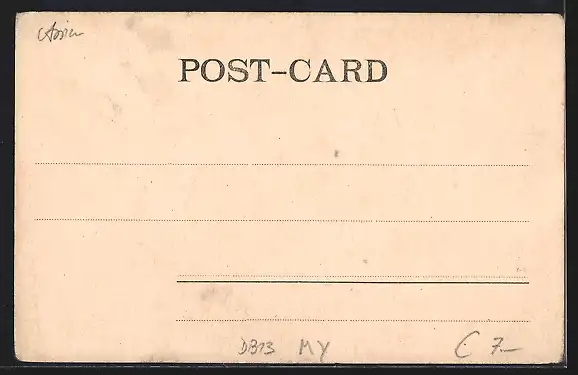 Asien
POST-CARD
DB13 MY C 7.-